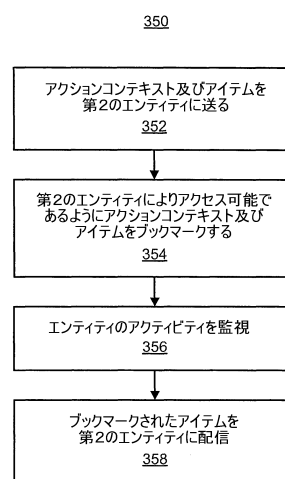 350
アクションコンテキスト及びアイテムを
第2のエンティティに送る
352
第2のエンティティによりアクセス可能で
あるようにアクションコンテキスト及び
アイテムをブックマークする
354
エンティティのアクティビティを監視
356
ブックマークされたアイテムを
第2のエンティティに配信
358